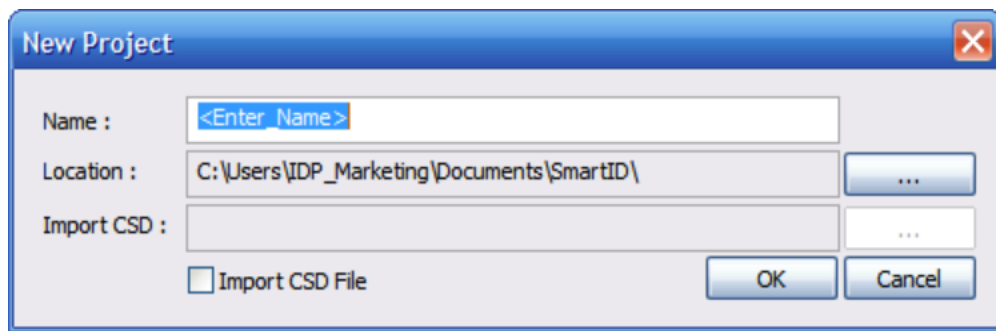 New Project
Name :
<Enter_Name>
Location :
C:\Users\IDP_Marketing\Documents\SmartID\
...
Import CSD :
...
Import CSD File
OK
Cancel